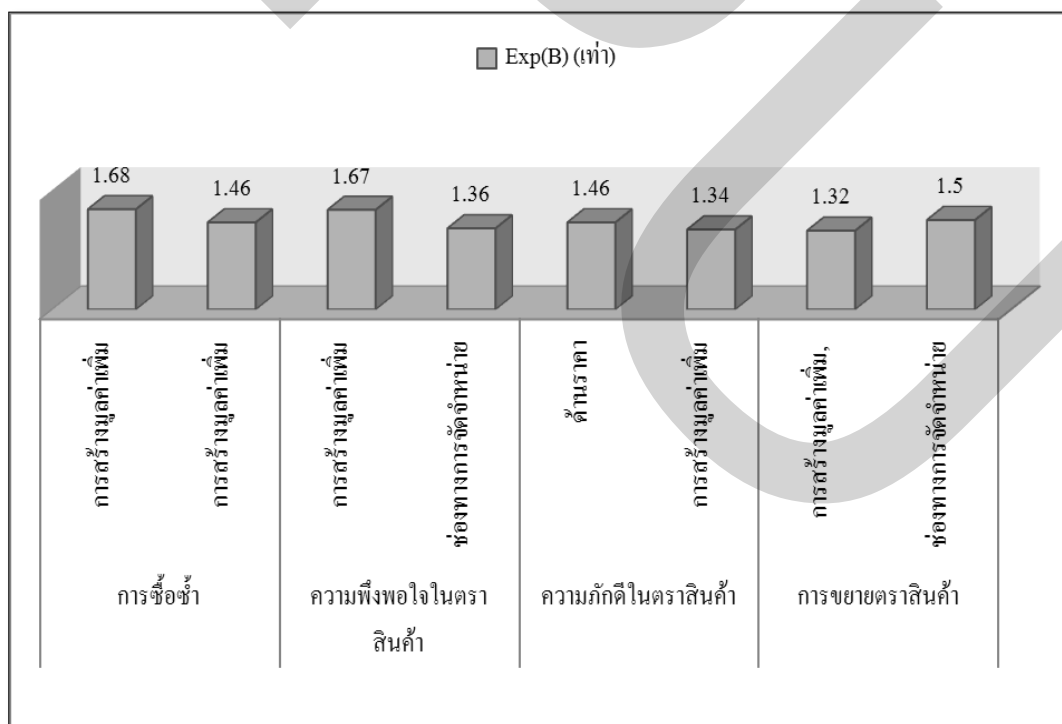 Exp(B) (เท่า)
1.68
1.46
1.67
1.36
1.46
1.34
1.32
1.5
การสร้างมูลค่าเพิ่ม
การสร้างมูลค่าเพิ่ม
การสร้างมูลค่าเพิ่ม
ช่องทางการจัดจำหน่าย
ด้านราคา
การสร้างมูลค่าเพิ่ม
การสร้างมูลค่าเพิ่ม,
ช่องทางการจัดจำหน่าย
การซื้อซ้ำ
ความพึงพอใจในตรา
สินค้า
ความภักดีในตราสินค้า
การขยายตราสินค้า